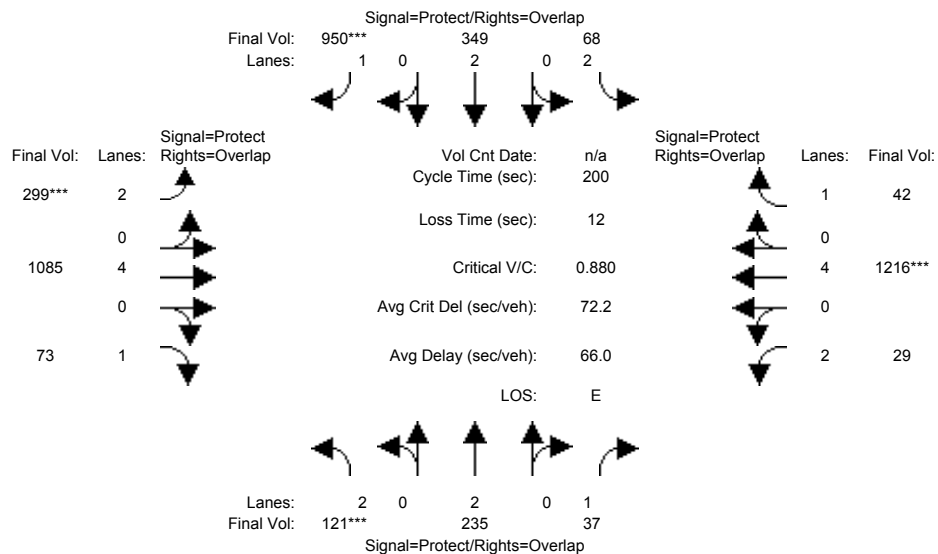 Signal=Protect/Rights=Overlap
Final Vol: 950*** 349 68
Lanes: 1 0 2 0 2
Signal=Protect
Final Vol: Lanes: Rights=Overlap
Vol Cnt Date: n/a
Signal=Protect
Rights=Overlap Lanes: Final Vol:
Cycle Time (sec): 200
299*** 2
1 42
Loss Time (sec): 12
0
0
1085 4
Critical V/C: 0.880
4 1216***
0
Avg Crit Del (sec/veh): 72.2
0
73 1
Avg Delay (sec/veh): 66.0
2 29
LOS: E
Lanes: 2 0 2 0 1
Final Vol: 121*** 235 37
Signal=Protect/Rights=Overlap